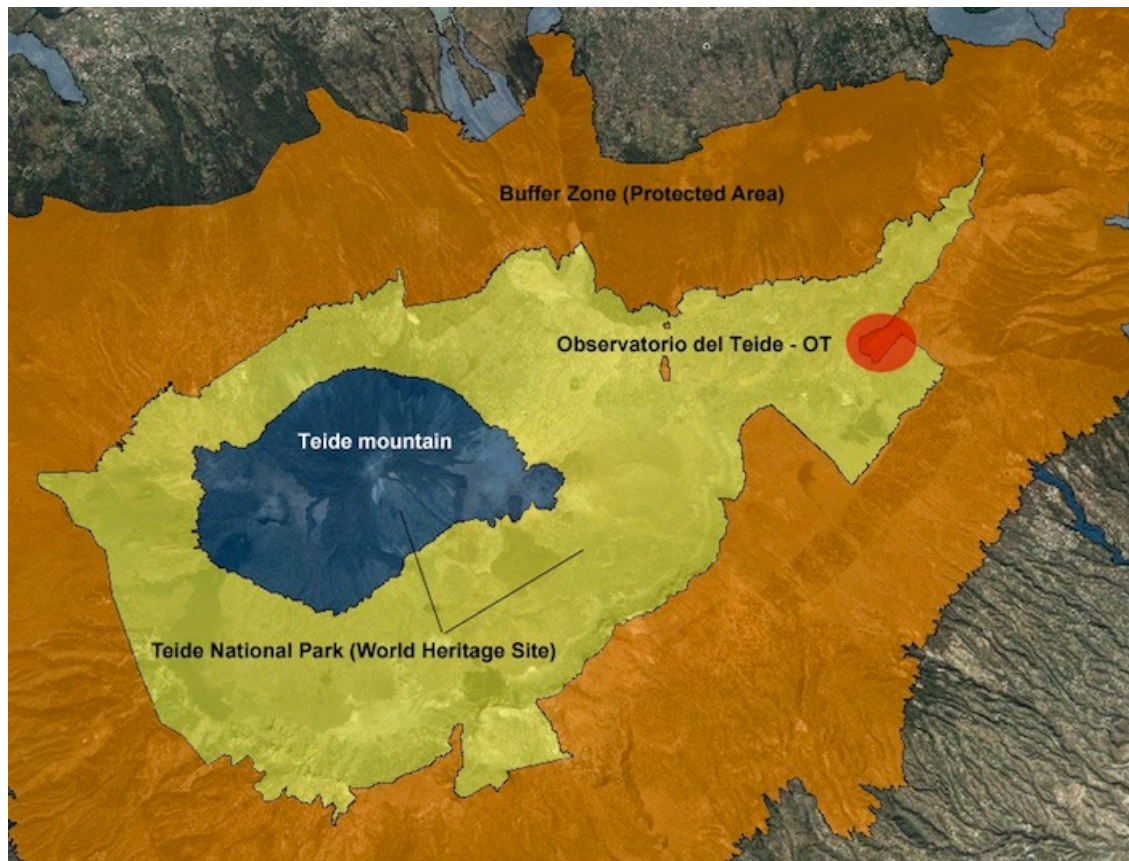 Buffer Zone (Protected Area)
Observatorio del Teide - OT
Teide mountain
Teide National Park (World Heritage Site)